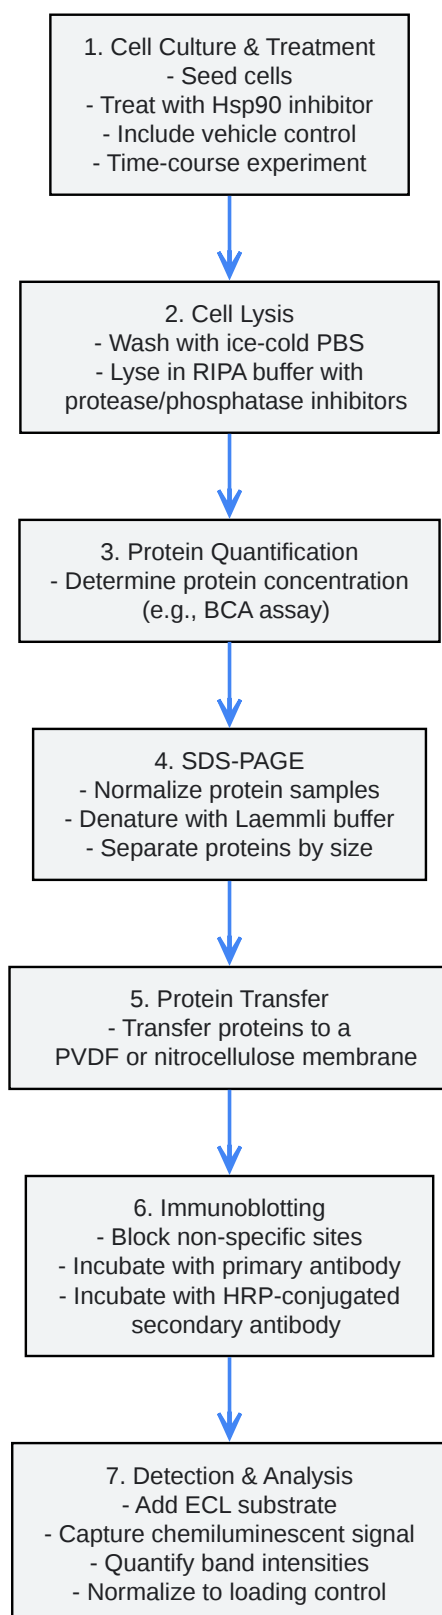 1. Cell Culture & Treatment
- Seed cells
- Treat with Hsp90 inhibitor
- Include vehicle control
- Time-course experiment
2. Cell Lysis
- Wash with ice-cold PBS
- Lyse in RIPA buffer with
protease/phosphatase inhibitors
3. Protein Quantification
- Determine protein concentration
(e.g., BCA assay)
4. SDS-PAGE
- Normalize protein samples
- Denature with Laemmli buffer
- Separate proteins by size
5. Protein Transfer
- Transfer proteins to a
PVDF or nitrocellulose membrane
6. Immunoblotting
- Block non-specific sites
- Incubate with primary antibody
- Incubate with HRP-conjugated
secondary antibody
7. Detection & Analysis
- Add ECL substrate
- Capture chemiluminescent signal
- Quantify band intensities
- Normalize to loading control